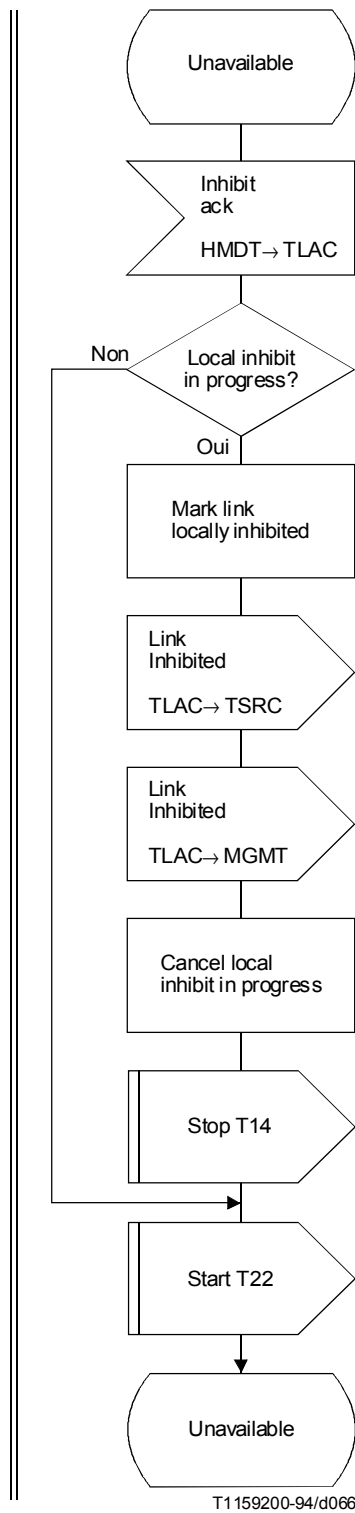 Unavailable
Inhibit
ack
HMDT→ TLAC
Non
Local inhibit
in progress?
Oui
Mark link
locally inhibited
Link
Inhibited
TLAC→ TSRC
Link
Inhibited
TLAC→ MGMT
Cancel local
inhibit in progress
Stop T14
Start T22
Unavailable
T1159200-94/d066